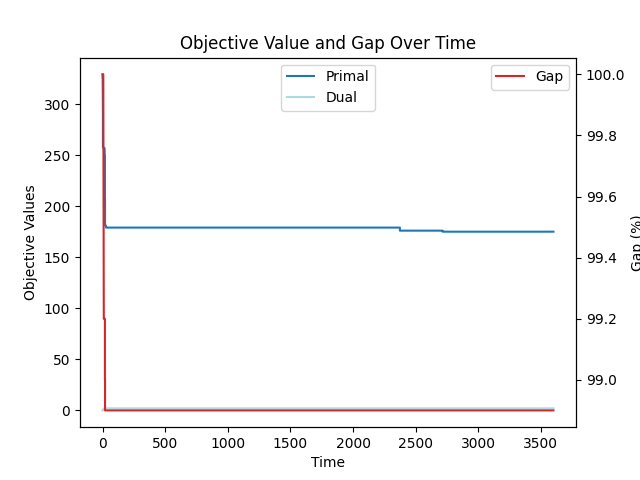 Objective Value and Gap Over Time
Primal
Dual
Gap
Objective Values
300
250
200
150
100
50
0
100.0
99.8
99.6
99.4
99.2
99.0
Gap (%)
0 500 1000 1500 2000 2500 3000 3500
Time